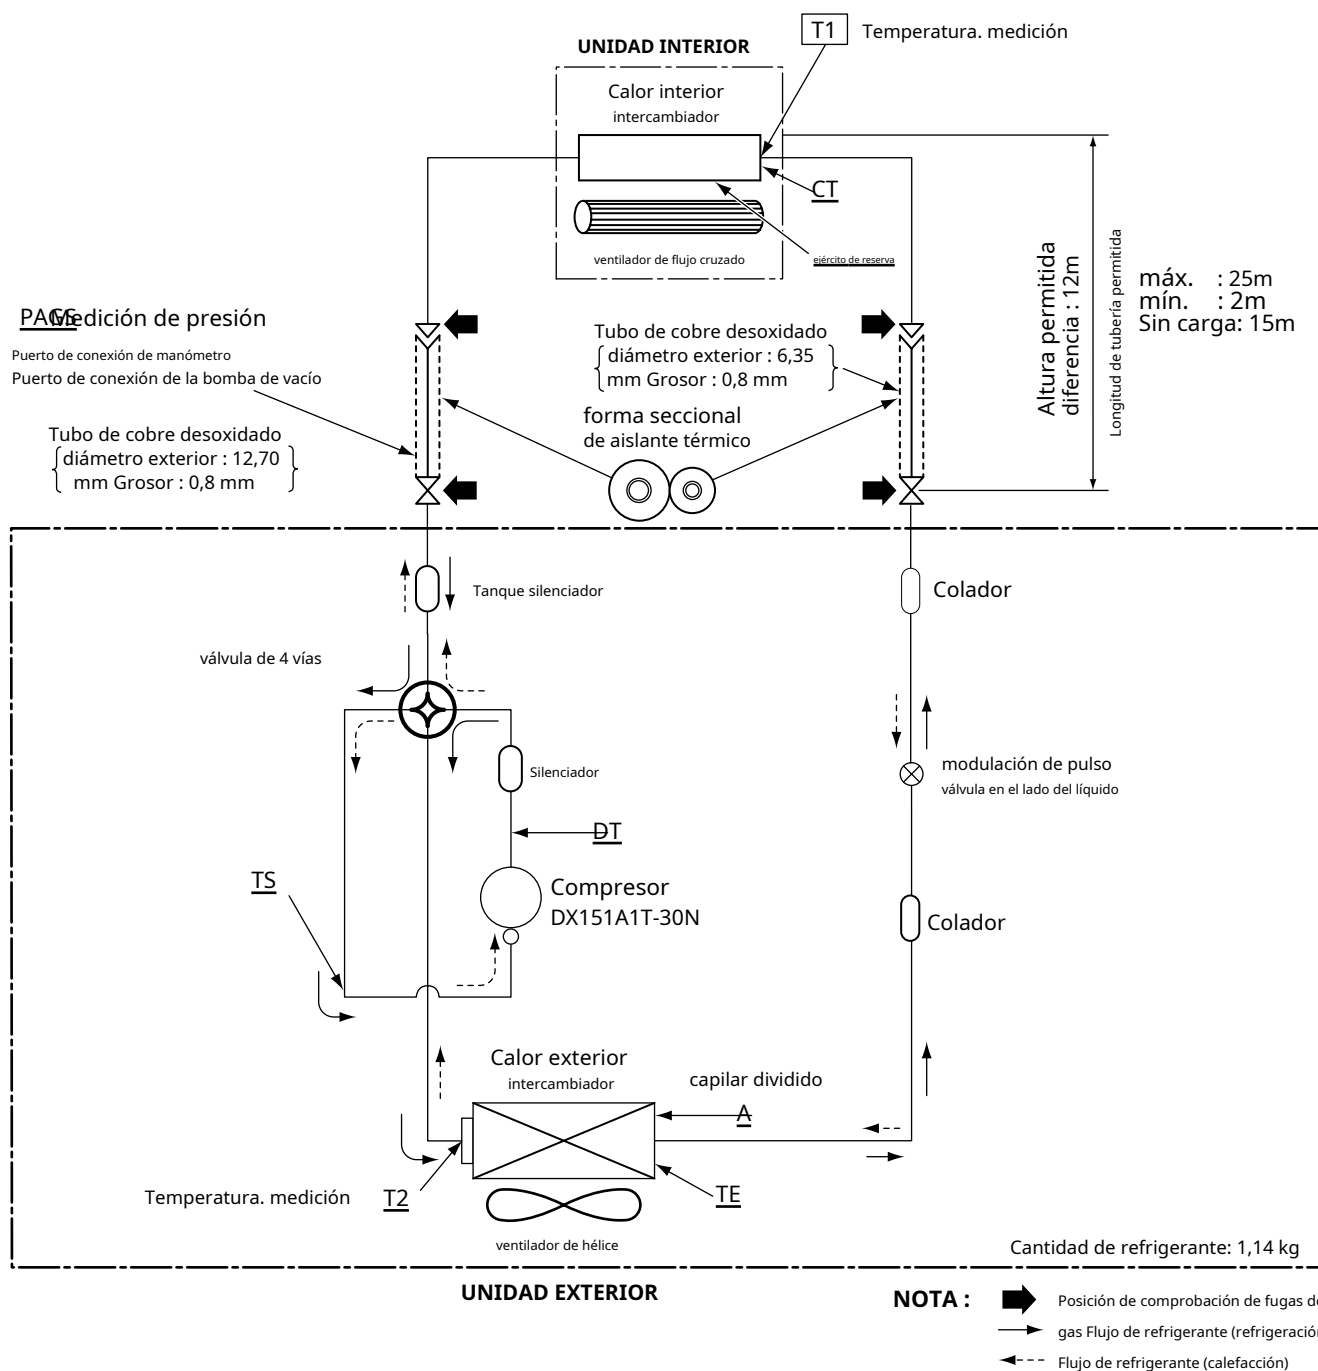 T1 Temperatura. medición
UNIDAD INTERIOR
Calor interior
intercambiador
CT
ventilador de flujo cruzado
ejército de reserva
Altura permitida
diferencia : 12m
Longitud de tubería permitida
máx. : 25m
mín. : 2m
Sin carga: 15m
PAGS Medición de presión
Puerto de conexión de manómetro
Puerto de conexión de la bomba de vacío
Tubo de cobre desoxidado
diámetro exterior : 12,70
mm Grosor : 0,8 mm
Tubo de cobre desoxidado
diámetro exterior : 6,35
mm Grosor : 0,8 mm
forma seccional
de aislante térmico
Tanque silenciador
Colador
válvula de 4 vías
Silenciador
modulación de pulso
válvula en el lado del líquido
DT
TS
Compresor
DX151A1T-30N
Colador
Calor exterior
intercambiador
capilar dividido
A
Temperatura. medición T2
TE
ventilador de hélice
Cantidad de refrigerante: 1,14 kg
UNIDAD EXTERIOR
NOTA :
Posición de comprobación de fugas de
gas Flujo de refrigerante (refrigeración
Flujo de refrigerante (calefacción)